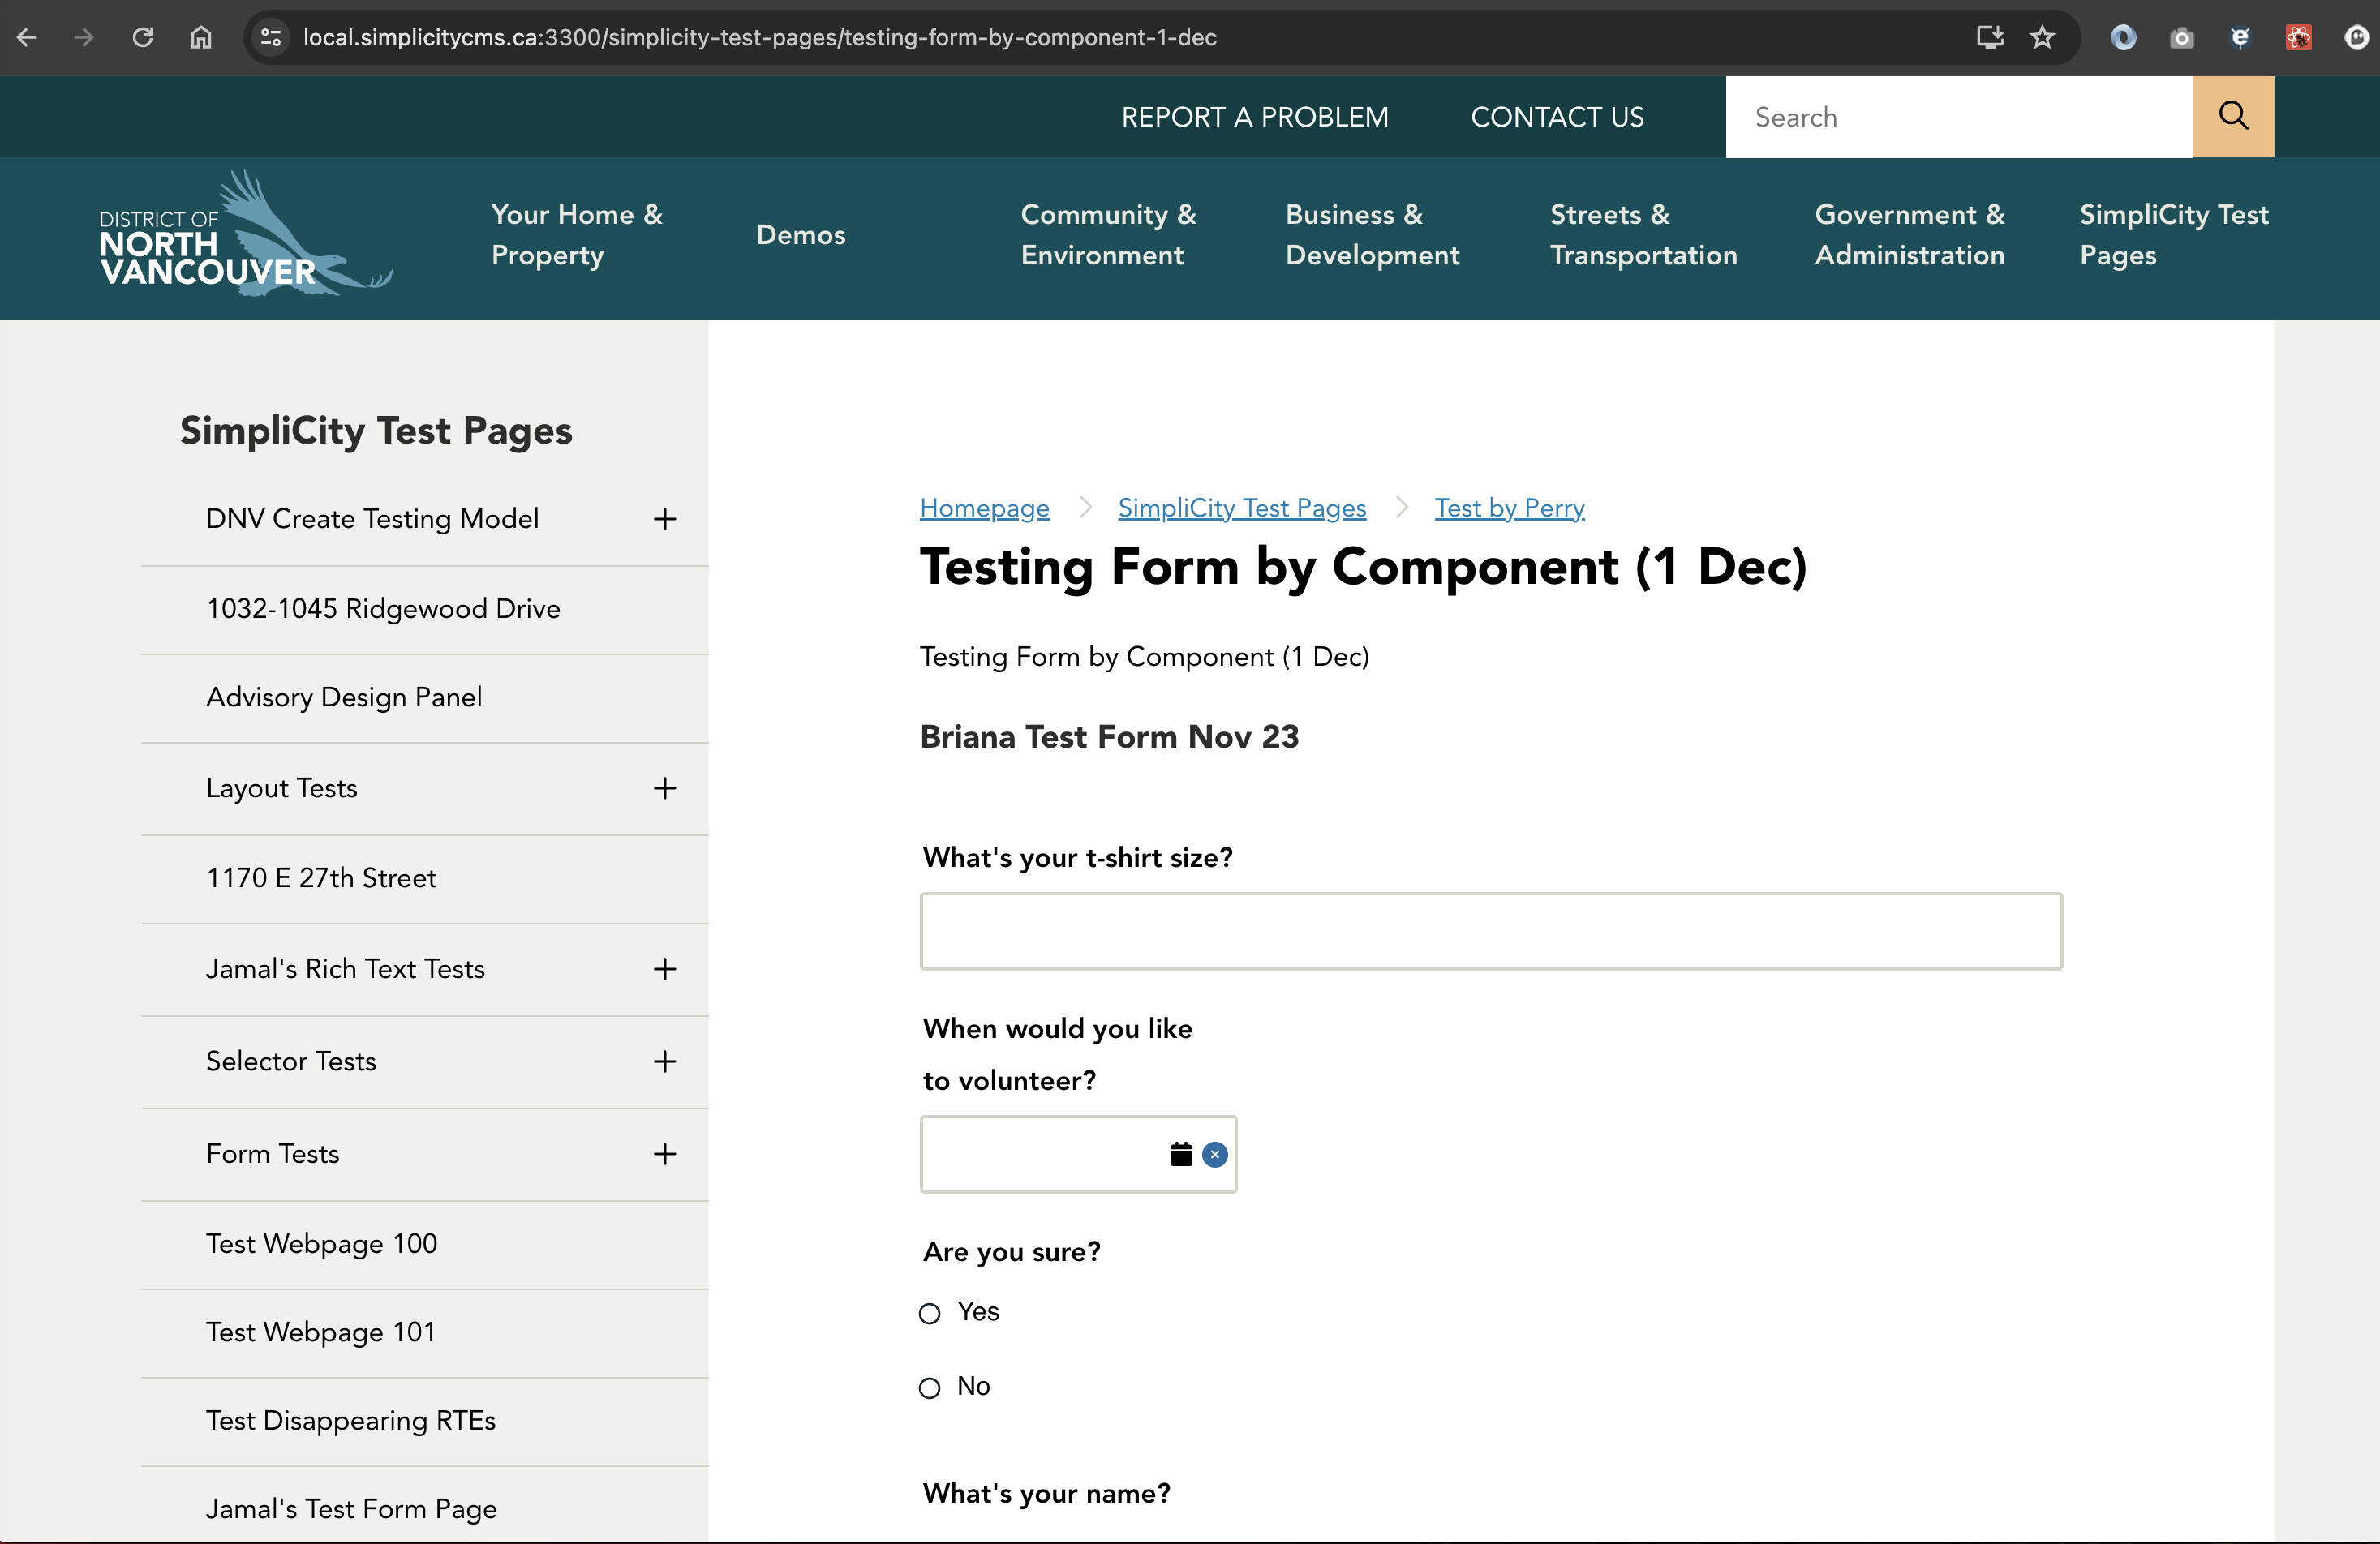 local.simplicitycms.ca:3300/simplicity-test-pages/testing-form-by-component-1-dec
REPORT A PROBLEM
CONTACT US
Search
DISTRICT OF
NORTH
VANCOUVER
Your Home &
Property
Demos
Community &
Environment
Business &
Development
Streets &
Transportation
Government &
Administration
SimpliCity Test
Pages
SimpliCity Test Pages
DNV Create Testing Model
1032-1045 Ridgewood Drive
Advisory Design Panel
Layout Tests
1170 E 27th Street
Jamal's Rich Text Tests
Selector Tests
Form Tests
Test Webpage 100
Test Webpage 101
Test Disappearing RTEs
Jamal's Test Form Page
Homepage
SimpliCity Test Pages
Test by Perry
Testing Form by Component (1 Dec)
Testing Form by Component (1 Dec)
Briana Test Form Nov 23
What's your t-shirt size?
When would you like
to volunteer?
Are you sure?
Yes
No
What's your name?